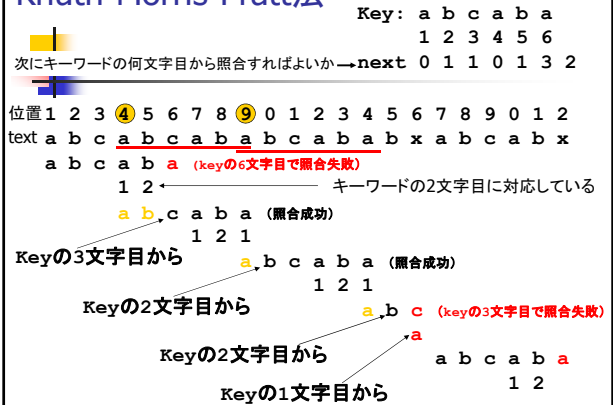 Knuth-Morris-Pratt法
Key: a b c a b a
1 2 3 4 5 6
次にキーワードの何文字目から照合すればよいか next 0 1 1 0 1 3 2
位置 1 2 3 4 5 6 7 8 9 0 1 2 3 4 5 6 7 8 9 0 1 2
text a b c a b c a b a b c a b a b x a b c a b x
a b c a b a (keyの6文字目で照合失敗)
1 2 キーワードの2文字目に対応している
a b c a b a (照合成功)
1 2 1
Keyの3文字目から
a b c a b a (照合成功)
1 2 1
Keyの2文字目から
a b c (keyの3文字目で照合失敗)
a
Keyの2文字目から
a b c a b a
1 2
Keyの1文字目から